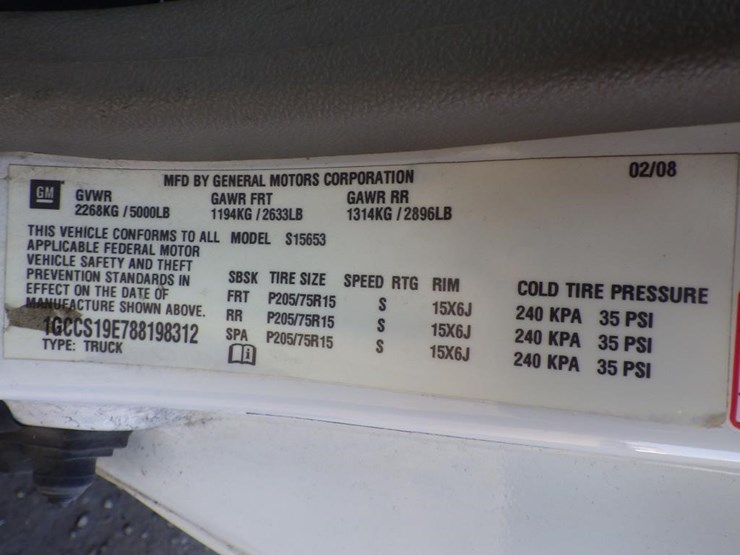 MFD BY GENERAL MOTORS CORPORATION 02/08
GM
GVWR GAWR FRT GAWR RR
2268KG / 5000LB 1194KG / 2633LB 1314KG / 2896LB
THIS VEHICLE CONFORMS TO ALL
APPLICABLE FEDERAL MOTOR
VEHICLE SAFETY AND THEFT
PREVENTION STANDARDS IN
EFFECT ON THE DATE OF
MANUFACTURE SHOWN ABOVE.
1GCCS19E788198312
TYPE: TRUCK
MODEL S15653
SBSK TIRE SIZE SPEED RTG RIM COLD TIRE PRESSURE
FRT P205/75R15 S 15X6J 240 KPA 35 PSI
RR P205/75R15 S 15X6J 240 KPA 35 PSI
SPA P205/75R15 S 15X6J 240 KPA 35 PSI